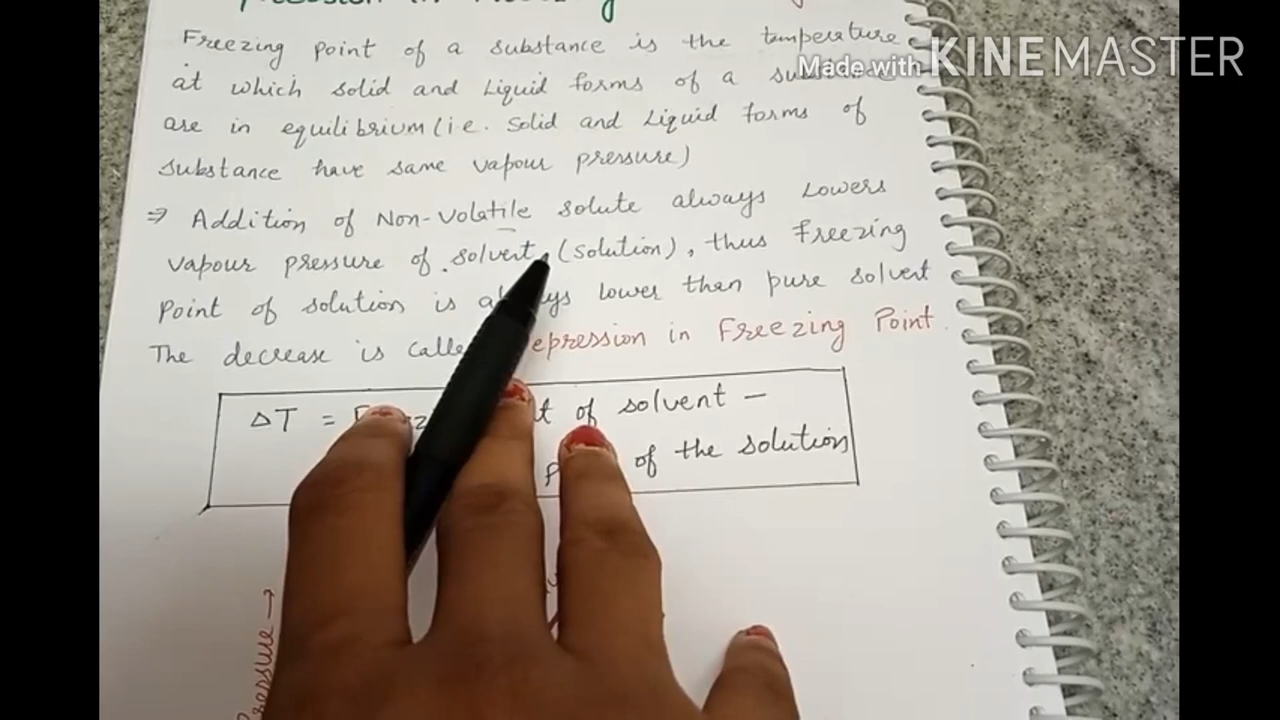 in
Freezing point of a substance is the temperature
Made with KINEMASTER
at which solid and Liquid forms of a
are in equilibrium (i.e. Solid and Liquid forms of
substance have same vapour pressure)
⇒ Addition of Non-Volatile solute always Lowers
vapour pressure of solvent (solution), thus Freezing
Point of solution is always lower than pure solvent
The decrease is called Depression in Freezing Point.
ΔT = of solvent –
of the solution
Pressure →